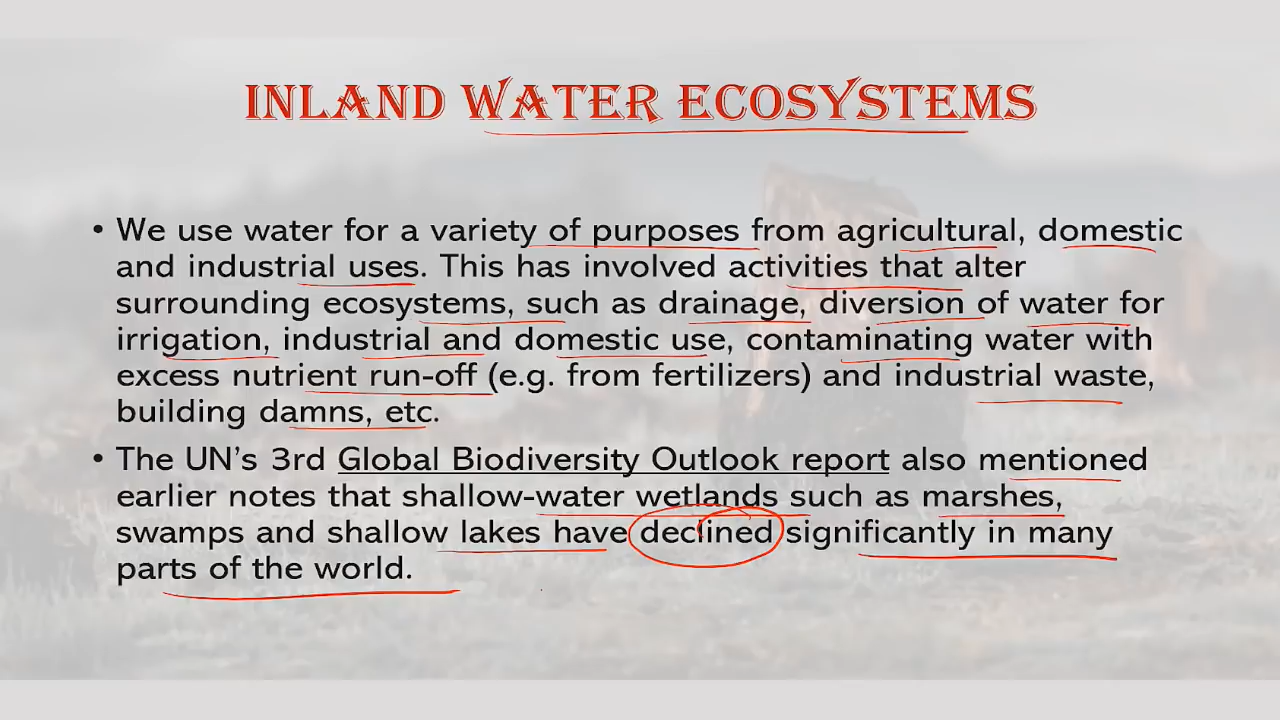 INLAND WATER ECOSYSTEMS
• We use water for a variety of purposes from agricultural, domestic
and industrial uses. This has involved activities that alter
surrounding ecosystems, such as drainage, diversion of water for
irrigation, industrial and domestic use, contaminating water with
excess nutrient run-off (e.g. from fertilizers) and industrial waste,
building damns, etc.
• The UN's 3rd Global Biodiversity Outlook report also mentioned
earlier notes that shallow-water wetlands such as marshes,
swamps and shallow lakes have declined significantly in many
parts of the world.